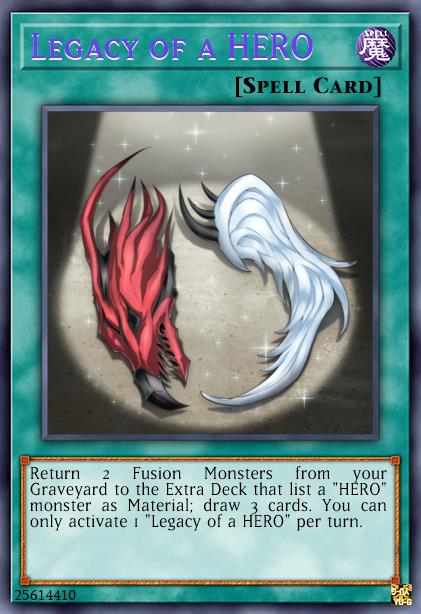 Legacy of a HERO
SPELL
魔
[Spell Card]
Return 2 Fusion Monsters from your
Graveyard to the Extra Deck that list a "HERO"
monster as Material; draw 3 cards. You can
only activate 1 "Legacy of a HERO" per turn.
25614410